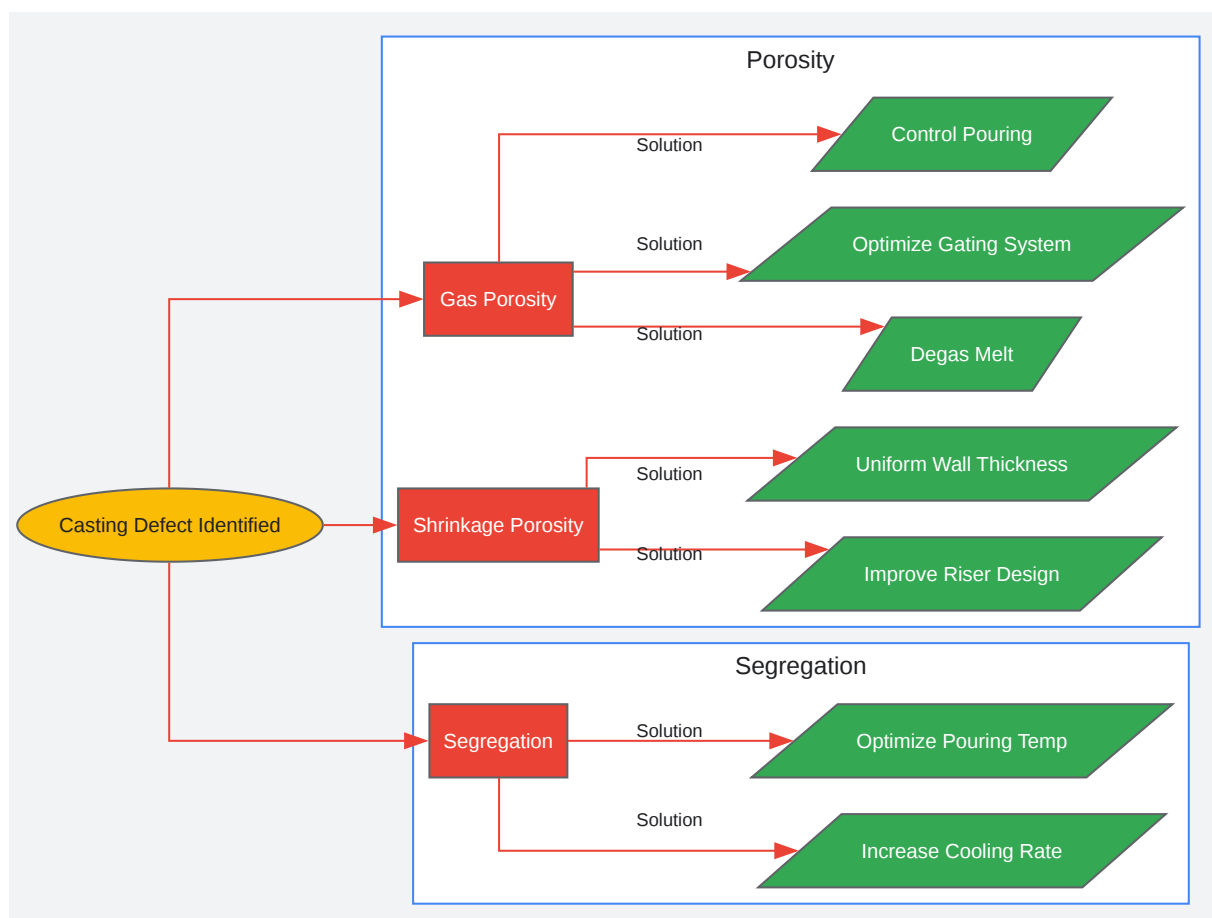 Porosity
Solution
Control Pouring
Solution
Optimize Gating System
Gas Porosity
Solution
Degas Melt
Solution
Uniform Wall Thickness
Casting Defect Identified
Shrinkage Porosity
Solution
Improve Riser Design
Segregation
Segregation
Solution
Optimize Pouring Temp
Solution
Increase Cooling Rate